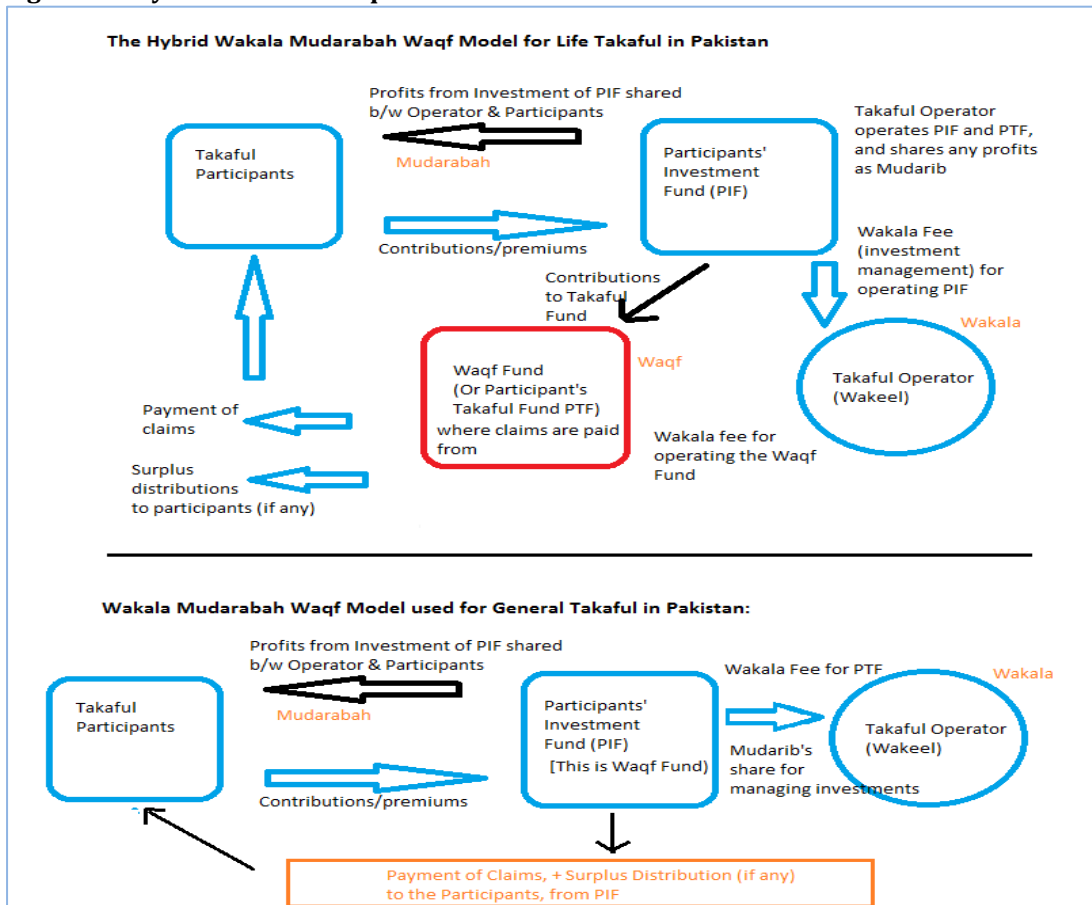 The Hybrid Wakala Mudarabah Waqf Model for Life Takaful in Pakistan
Profits from Investment of PIF shared
b/w Operator & Participants
Mudarabah
Takaful
Participants
Participants'
Investment
Fund (PIF)
Takaful Operator
operates PIF and PTF,
and shares any profits
as Mudarib
Contributions/premiums
Wakala Fee
(investment
management) for
operating PIF
Contributions
to Takaful
Fund
Wakala
Waqf
Waqf Fund
(Or Participant's
Takaful Fund PTF)
where claims are paid
from
Takaful Operator
(Wakeel)
Payment of
claims
Wakala fee for
operating the Waqf
Fund
Surplus
distributions
to participants (if any)
Wakala Mudarabah Waqf Model used for General Takaful in Pakistan:
Profits from Investment of PIF shared
b/w Operator & Participants
Mudarabah
Takaful
Participants
Participants'
Investment
Fund (PIF)
[This is Waqf Fund)
Wakala Fee for PTF
Wakala
Takaful Operator
(Wakeel)
Mudarib's
share for
managing investments
Contributions/premiums
Payment of Claims, + Surplus Distribution (if any)
to the Participants, from PIF